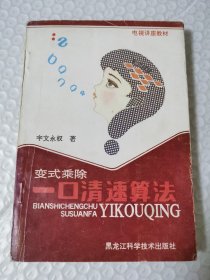 电视讲座教材
宇文永权 著
变式乘除
一口清速算法
BIANSHICHENGCHU
SUSUANFA YIKOUQING
黑龙江科学技术出版社